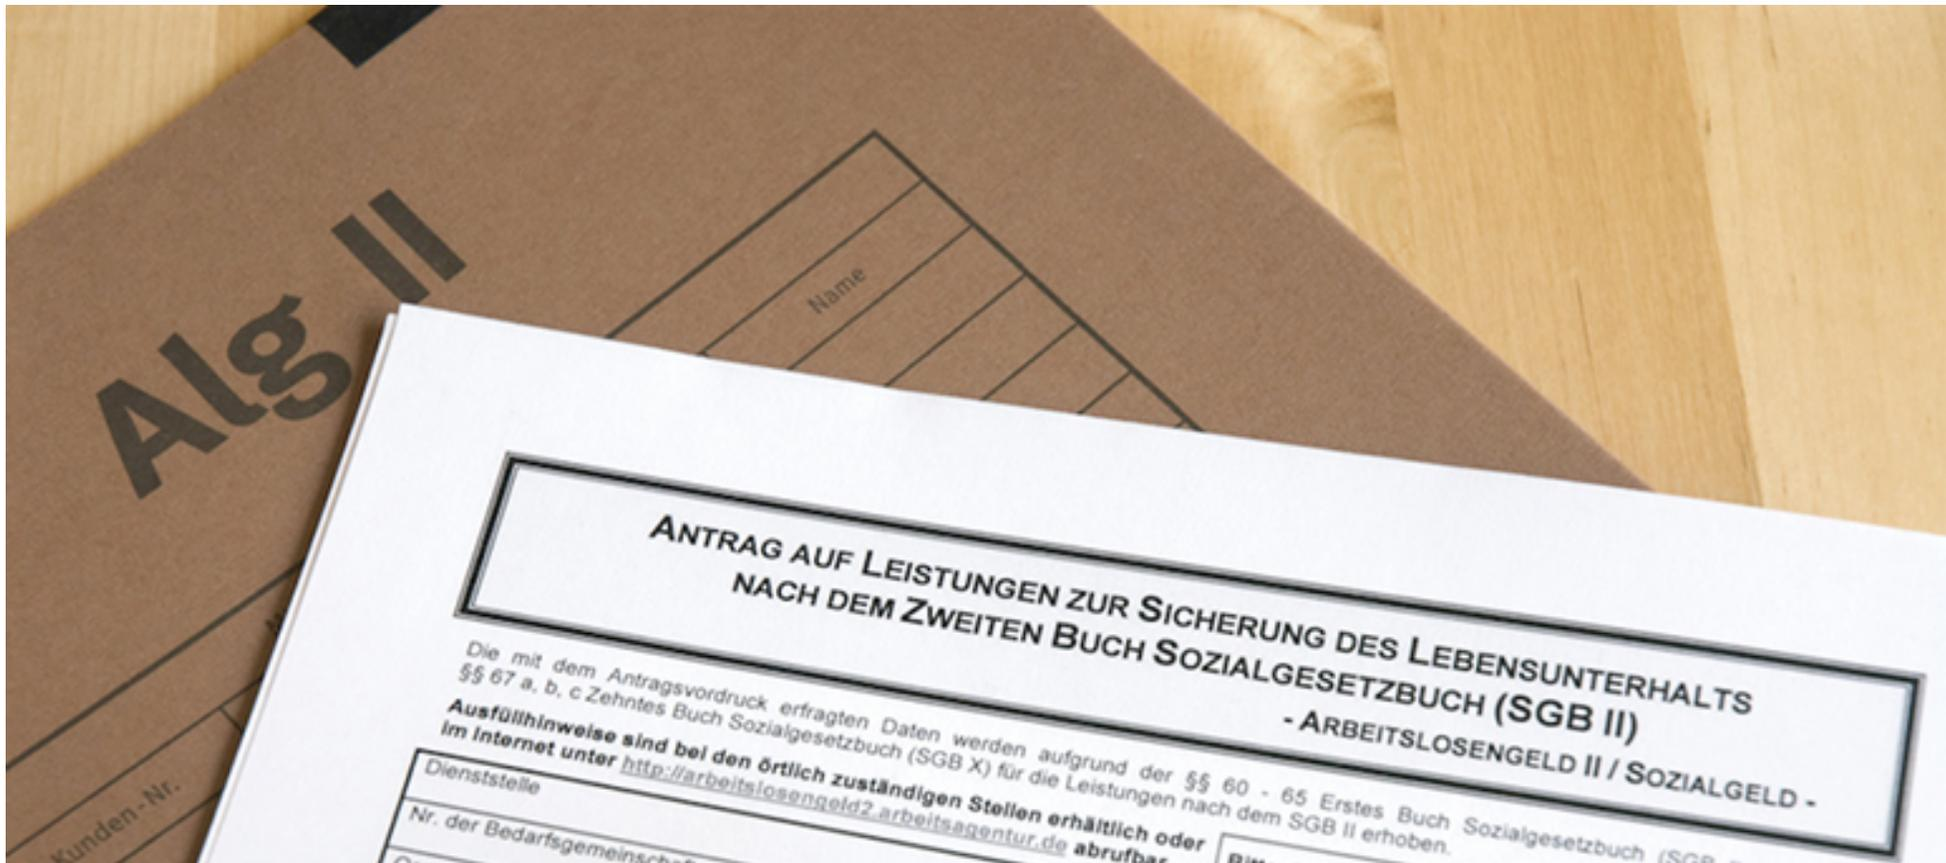 Alg II
Name
Kunden-Nr.
ANTRAG AUF LEISTUNGEN ZUR SICHERUNG DES LEBENSUNTERHALTS
NACH DEM ZWEITEN BUCH SOZIALGESETZBUCH (SGB II)
- ARBEITSLOSENGELD II / SOZIALGELD -
Die mit dem Antragsvordruck erfragten Daten werden aufgrund der §§ 60 - 65 Erstes Buch Sozialgesetzbuch (SGB
§§ 67 a, b, c Zehntes Buch Sozialgesetzbuch (SGB X) für die Leistungen nach dem SGB II erhoben.
Ausfüllhinweise sind bei den örtlich zuständigen Stellen erhältlich oder
im Internet unter http://arbeitslosengeld2.arbeitsagentur.de abrufbar.
Dienststelle
Nr. der